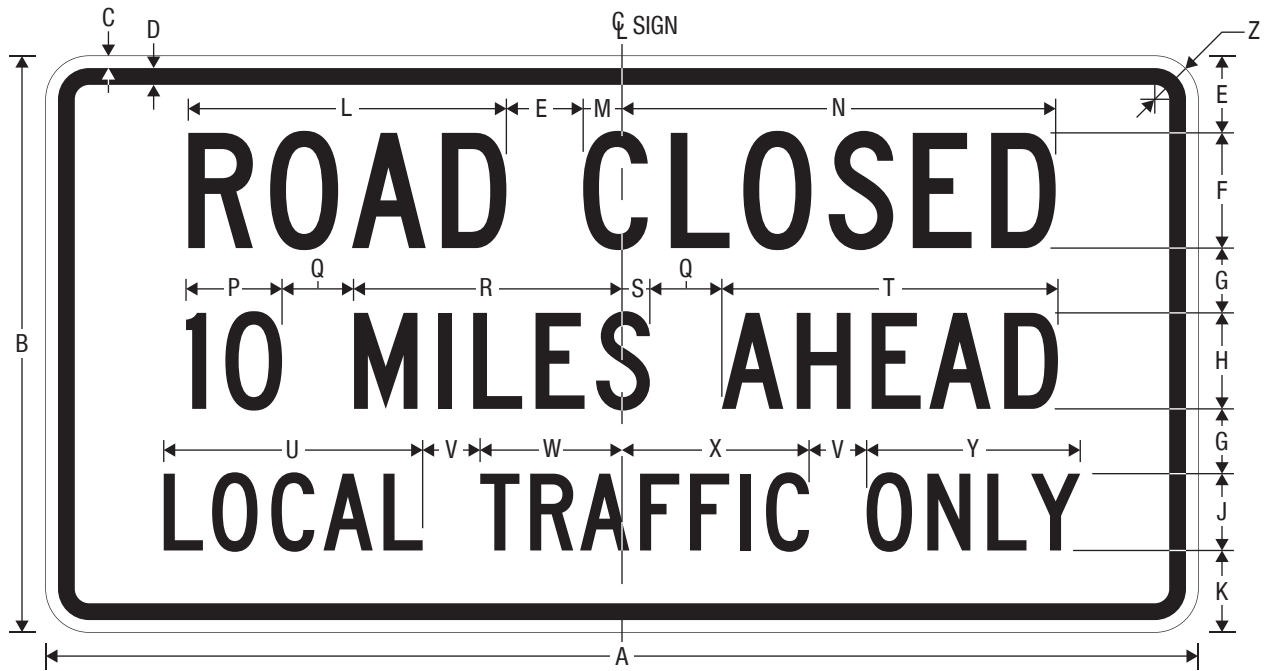 C D ℄ SIGN Z
L E M N E
ROAD CLOSED F
P Q R S Q T G
B 10 MILES AHEAD H
U V W X V Y G
LOCAL TRAFFIC ONLY J
K
A